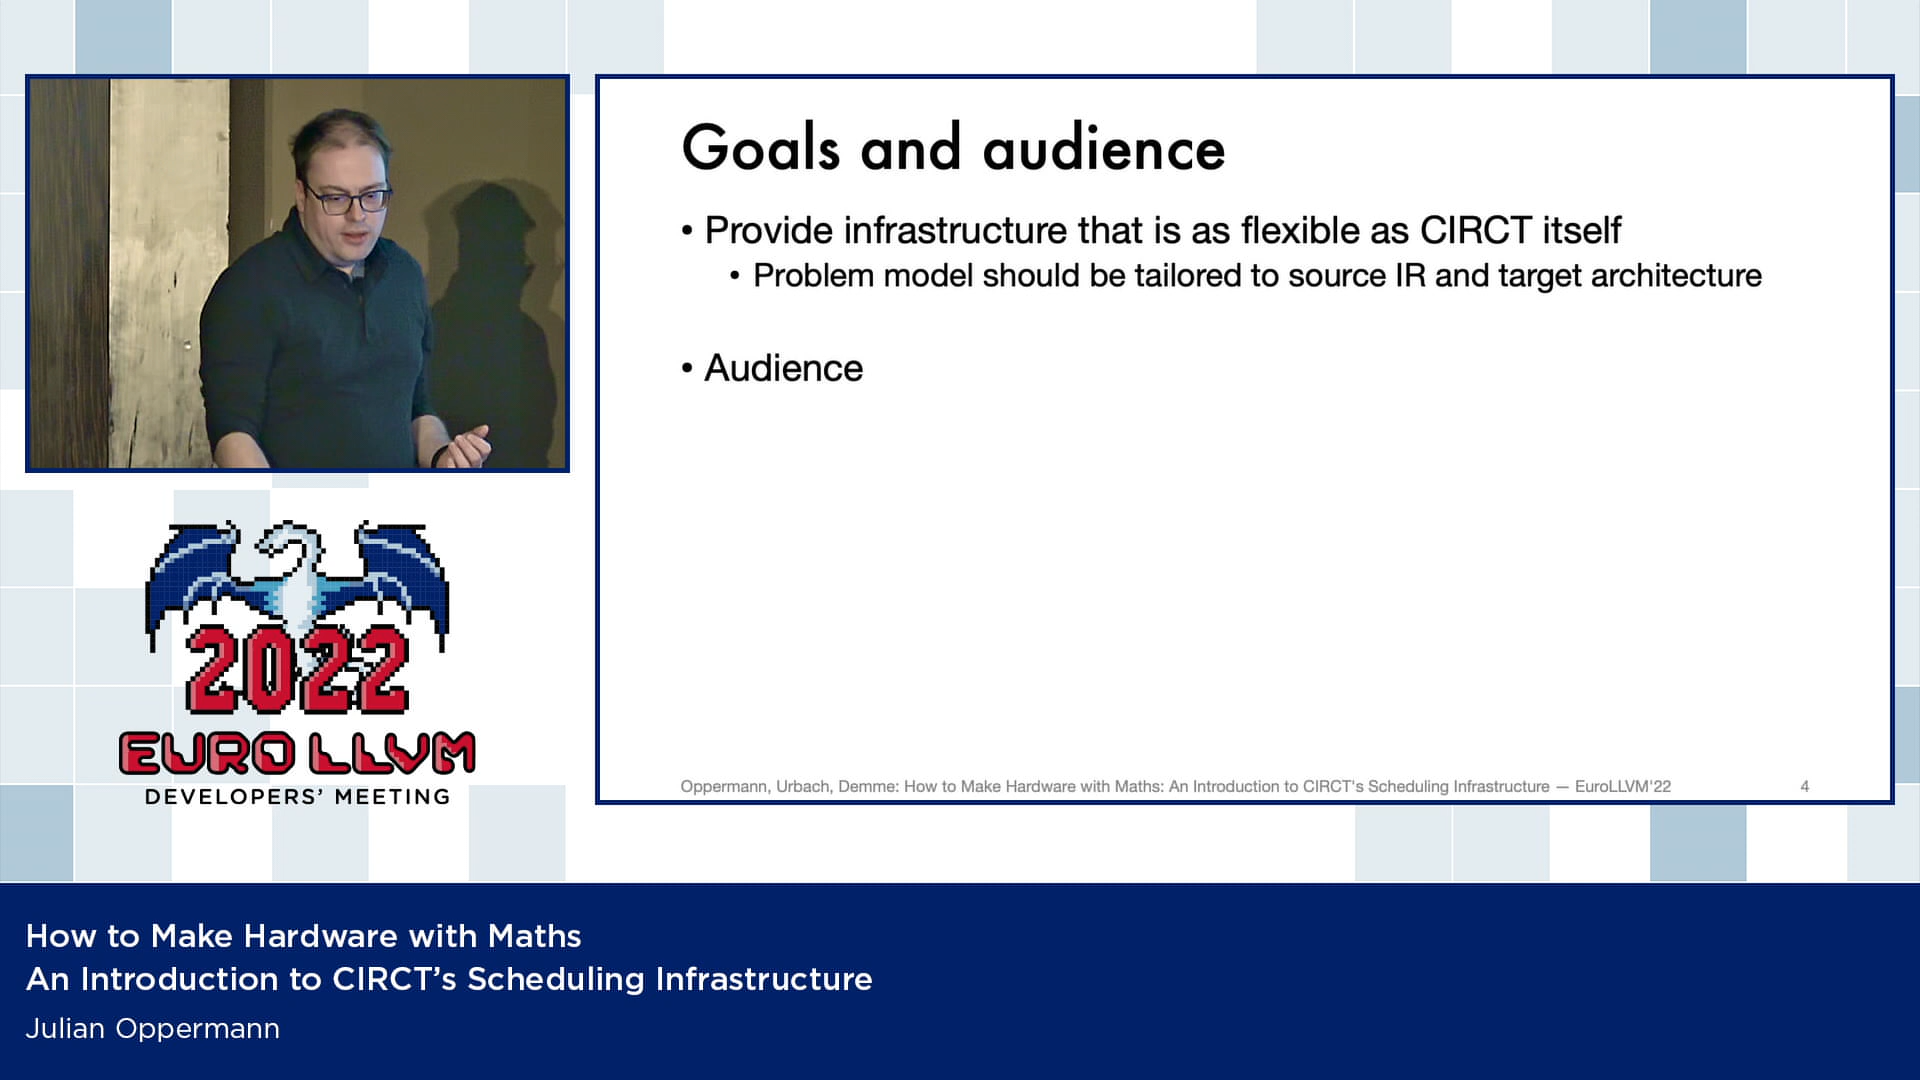 Goals and audience
• Provide infrastructure that is as flexible as CIRCT itself
• Problem model should be tailored to source IR and target architecture
• Audience
Oppermann, Urbach, Demme: How to Make Hardware with Maths: An Introduction to CIRCT's Scheduling Infrastructure — EuroLLVM'22 4
2022
EURO LLVM
DEVELOPERS' MEETING
How to Make Hardware with Maths
An Introduction to CIRCT's Scheduling Infrastructure
Julian Oppermann